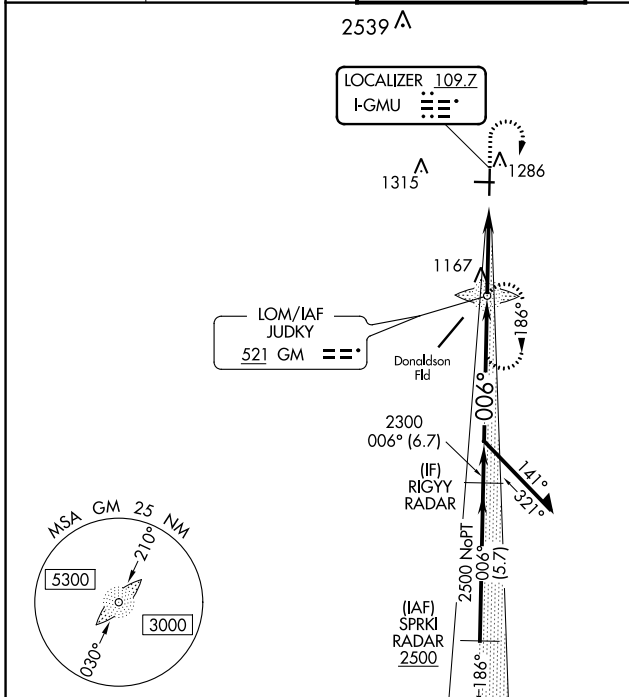 2539
LOCALIZER 109.7
I-GMU
1315
1286
1167
LOM/IAF
JUDKY
521 GM
Donaldson
Fld
186°
006°
2300
006° (6.7)
(IF)
RIGYY
RADAR
141°
321°
2500 NoPT
006°
(5.7)
(IAF)
SPRKI
RADAR
2500
186°
MSA GM 25 NM
210°
5300
3000
030°